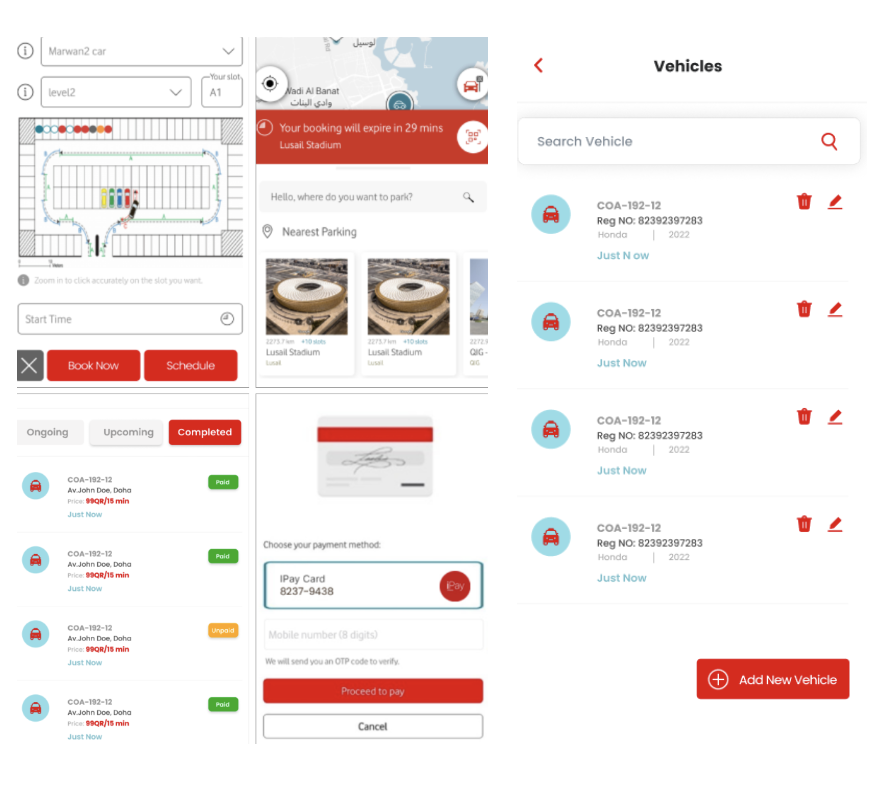 Marwan2 car
level2
Your slot
A1
Zoom in to click accurately on the slot you want.
Start Time
Book Now
Schedule
لوسيل
Wadi Al Banat
وادي البنات
Your booking will expire in 29 mins
Lusail Stadium
Hello, where do you want to park?
Nearest Parking
2273.7 km +10 slots
Lusail Stadium
Lusail
2273.7 km +10 slots
Lusail Stadium
Lusail
2272.9
QIG -
QIG
Ongoing
Upcoming
Completed
COA-192-12
Av.John Doe, Doha
Price: 99QR/15 min
Just Now
Paid
COA-192-12
Av.John Doe, Doha
Price: 99QR/15 min
Just Now
Paid
COA-192-12
Av.John Doe, Doha
Price: 99QR/15 min
Just Now
Unpaid
COA-192-12
Av.John Doe, Doha
Price: 99QR/15 min
Just Now
Paid
Choose your payment method:
IPay Card
8237-9438
iPay
Mobile number (8 digits)
We will send you an OTP code to verify.
Proceed to pay
Cancel
Vehicles
Search Vehicle
COA-192-12
Reg NO: 82392397283
Honda | 2022
Just N ow
COA-192-12
Reg NO: 82392397283
Honda | 2022
Just Now
COA-192-12
Reg NO: 82392397283
Honda | 2022
Just Now
COA-192-12
Reg NO: 82392397283
Honda | 2022
Just Now
Add New Vehicle